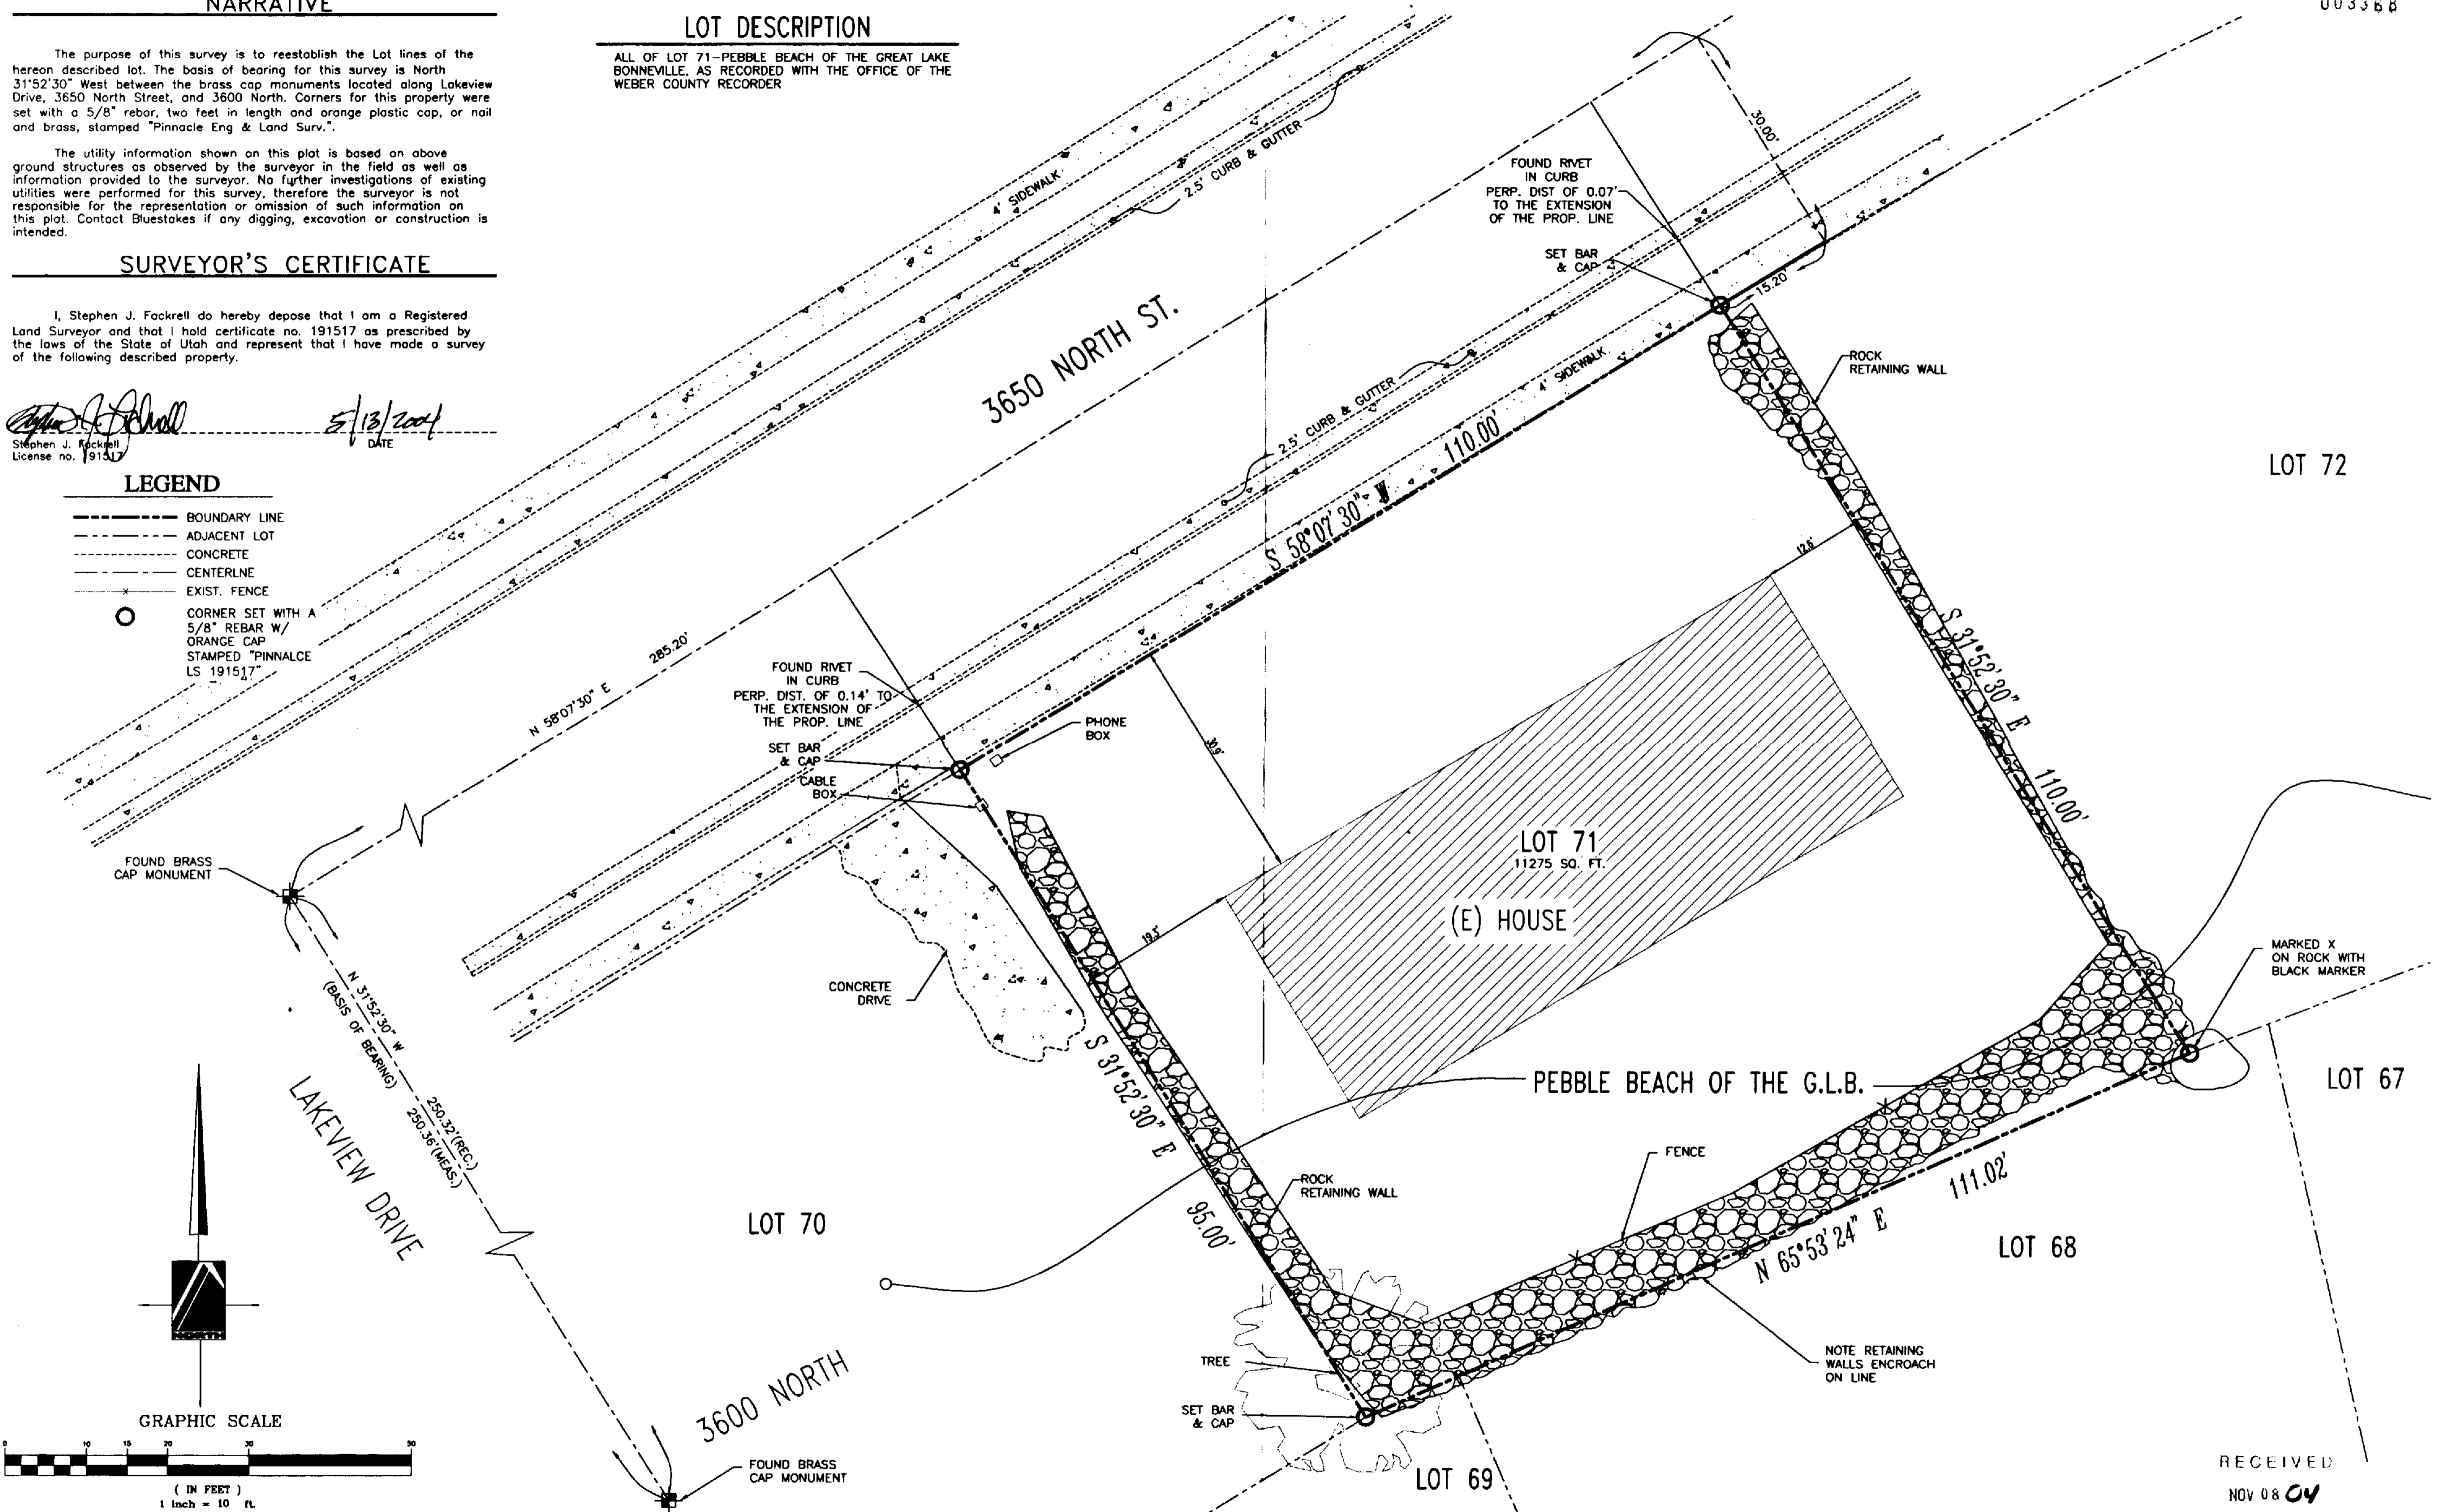 NARRATIVE
The purpose of this survey is to reestablish the Lot lines of the
hereon described lot. The basis of bearing for this survey is North
31°52'30" West between the brass cap monuments located along Lakeview
Drive, 3650 North Street, and 3600 North. Corners for this property were
set with a 5/8" rebar, two feet in length and orange plastic cap, or nail
and brass, stamped "Pinnacle Eng & Land Surv.".
The utility information shown on this plat is based on above
ground structures as observed by the surveyor in the field as well as
information provided to the surveyor. No further investigations of existing
utilities were performed for this survey, therefore the surveyor is not
responsible for the representation or omission of such information on
this plat. Contact Bluestakes if any digging, excavation or construction is
intended.
SURVEYOR'S CERTIFICATE
I, Stephen J. Fackrell do hereby depose that I am a Registered
Land Surveyor and that I hold certificate no. 191517 as prescribed by
the laws of the State of Utah and represent that I have made a survey
of the following described property.
5/13/2004
Stephen J. Fackrell
License no. 191517
DATE
LEGEND
BOUNDARY LINE
ADJACENT LOT
CONCRETE
CENTERLNE
EXIST. FENCE
CORNER SET WITH A
5/8" REBAR W/
ORANGE CAP
STAMPED "PINNALCE
LS 191517"
LOT DESCRIPTION
ALL OF LOT 71-PEBBLE BEACH OF THE GREAT LAKE
BONNEVILLE, AS RECORDED WITH THE OFFICE OF THE
WEBER COUNTY RECORDER
4' SIDEWALK
2.5' CURB & GUTTER
3650 NORTH ST.
30.00'
FOUND RIVET
IN CURB
PERP. DIST OF 0.07'
TO THE EXTENSION
OF THE PROP. LINE
SET BAR
& CAP
15.20'
ROCK
RETAINING WALL
LOT 72
2.5' CURB & GUTTER
4' SIDEWALK
S 58°07'30" W
110.00'
12.6'
285.20'
N 58°07'30" E
FOUND RIVET
IN CURB
PERP. DIST. OF 0.14' TO
THE EXTENSION OF
THE PROP. LINE
SET BAR
& CAP
CABLE
BOX
PHONE
BOX
30.9'
S 31°52'30" E
110.00'
LOT 71
11275 SQ. FT.
(E) HOUSE
19.3'
FOUND BRASS
CAP MONUMENT
CONCRETE
DRIVE
MARKED X
ON ROCK WITH
BLACK MARKER
N 31°52'30" W
(BASIS OF BEARING)
250.32'(REC.)
250.36'(MEAS.)
LAKEVIEW DRIVE
S 31°52'30" E
95.00'
PEBBLE BEACH OF THE G.L.B.
LOT 67
FENCE
ROCK
RETAINING WALL
N 65°53'24" E
111.02'
LOT 70
LOT 68
NOTE RETAINING
WALLS ENCROACH
ON LINE
TREE
SET BAR
& CAP
LOT 69
3600 NORTH
FOUND BRASS
CAP MONUMENT
NORTH
GRAPHIC SCALE
0 10 15 20 30 50
( IN FEET )
1 inch = 10 ft.
RECEIVED
NOV 08 04